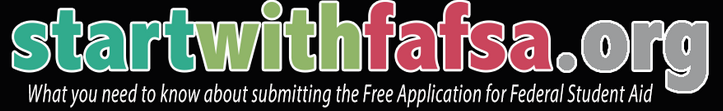 startwithfafsa.org
What you need to know about submitting the Free Application for Federal Student Aid